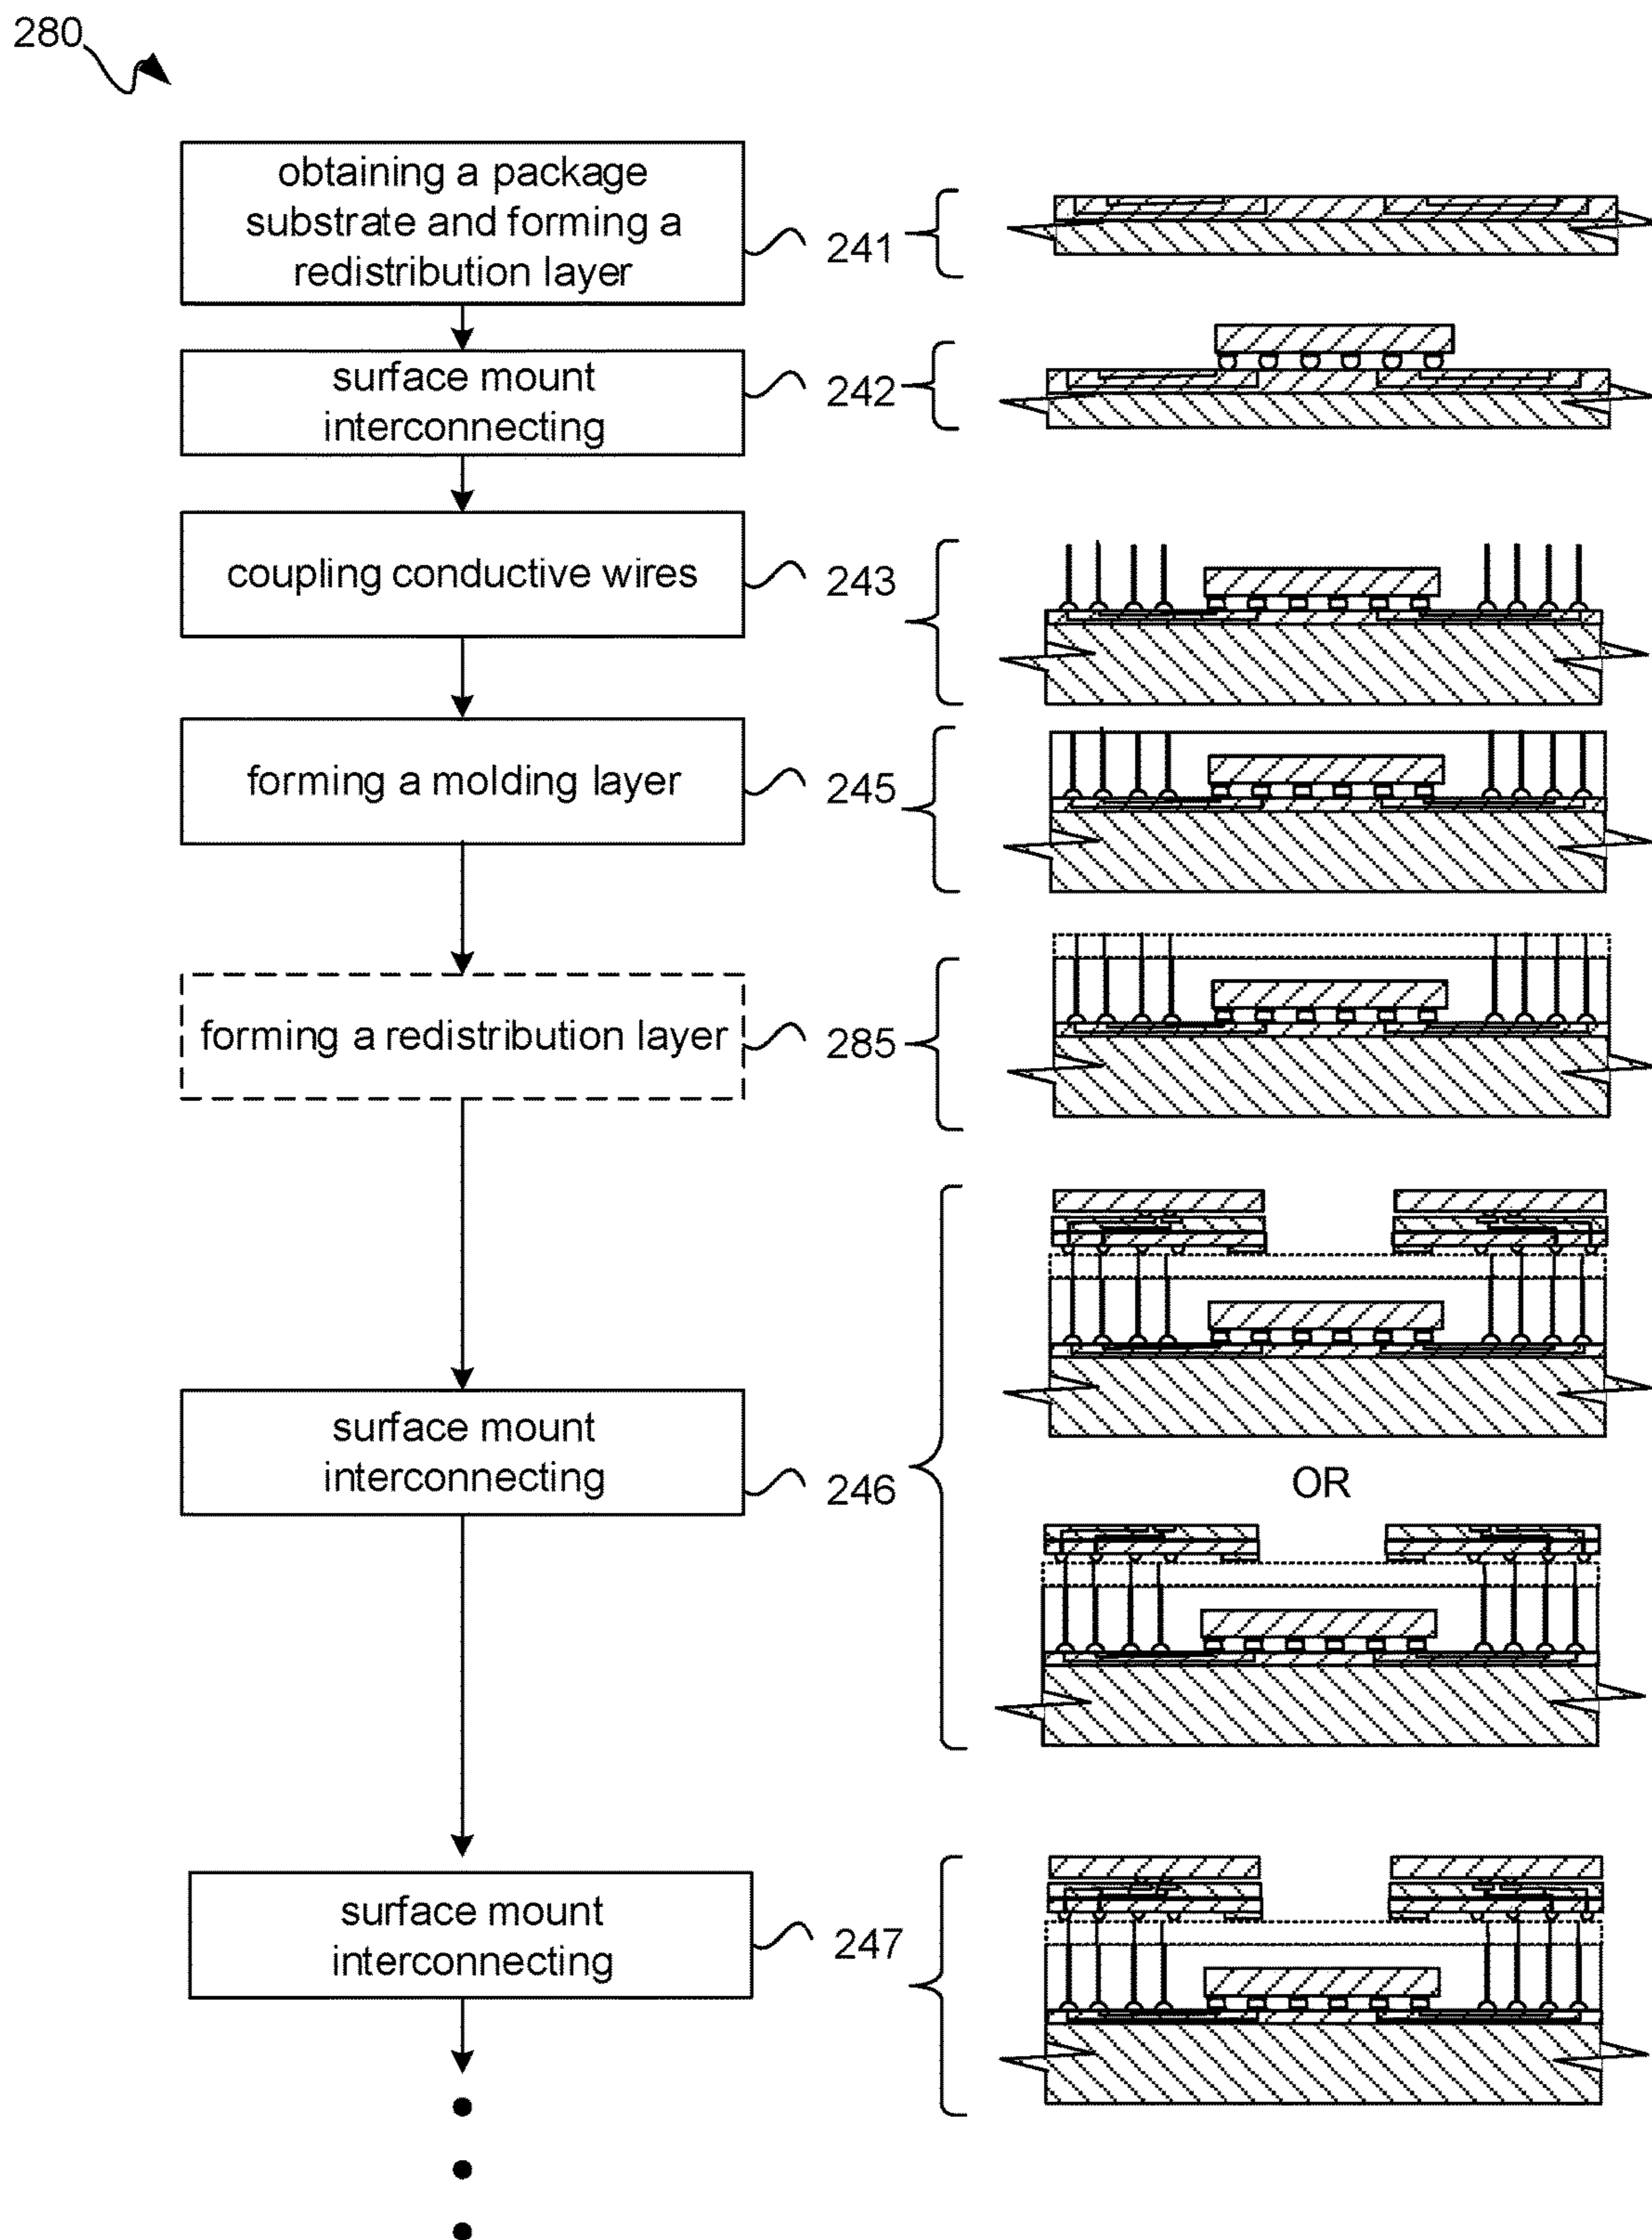 280
obtaining a package
substrate and forming a
redistribution layer
241
surface mount
interconnecting
242
coupling conductive wires
243
forming a molding layer
245
forming a redistribution layer
285
surface mount
interconnecting
246
OR
surface mount
interconnecting
247